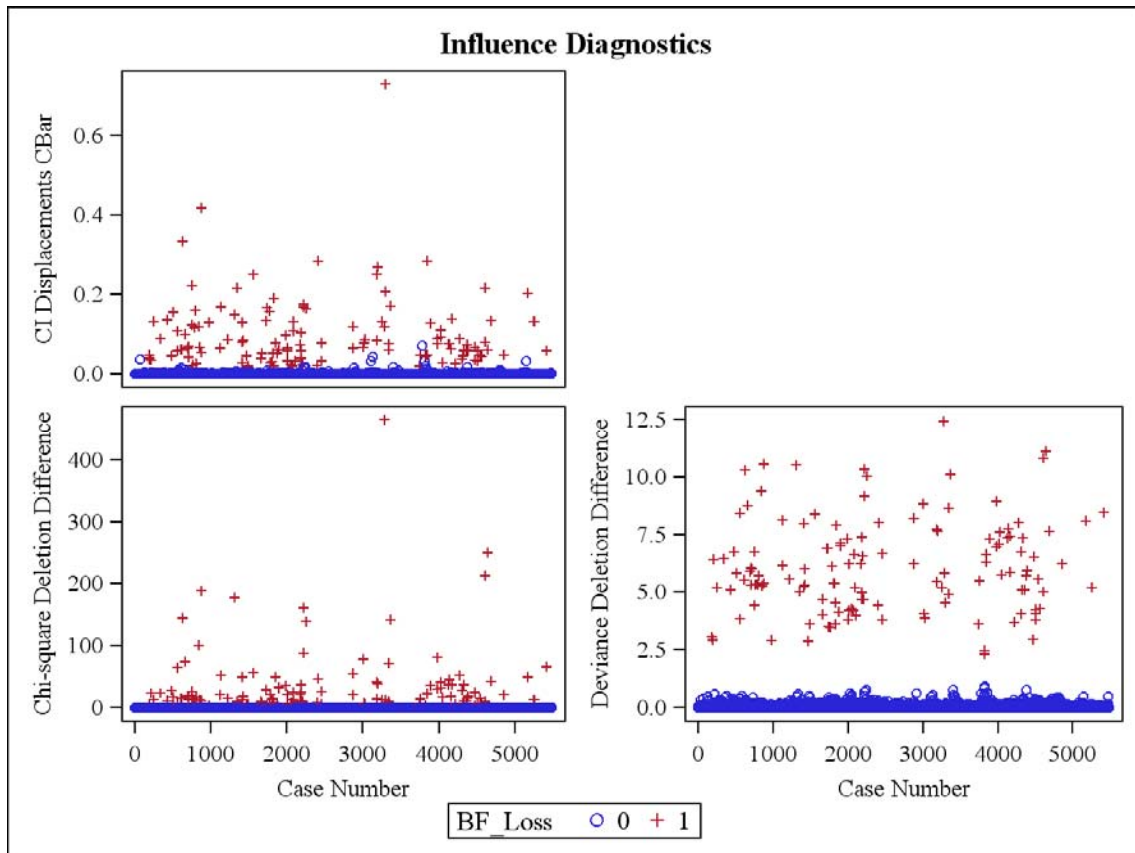 Influence Diagnostics
CI Displacements CBar
0.6
0.4
0.2
0.0
Chi-square Deletion Difference
400
300
200
100
0
0 1000 2000 3000 4000 5000
Case Number
Deviance Deletion Difference
12.5
10.0
7.5
5.0
2.5
0.0
0 1000 2000 3000 4000 5000
Case Number
BF_Loss 0 1